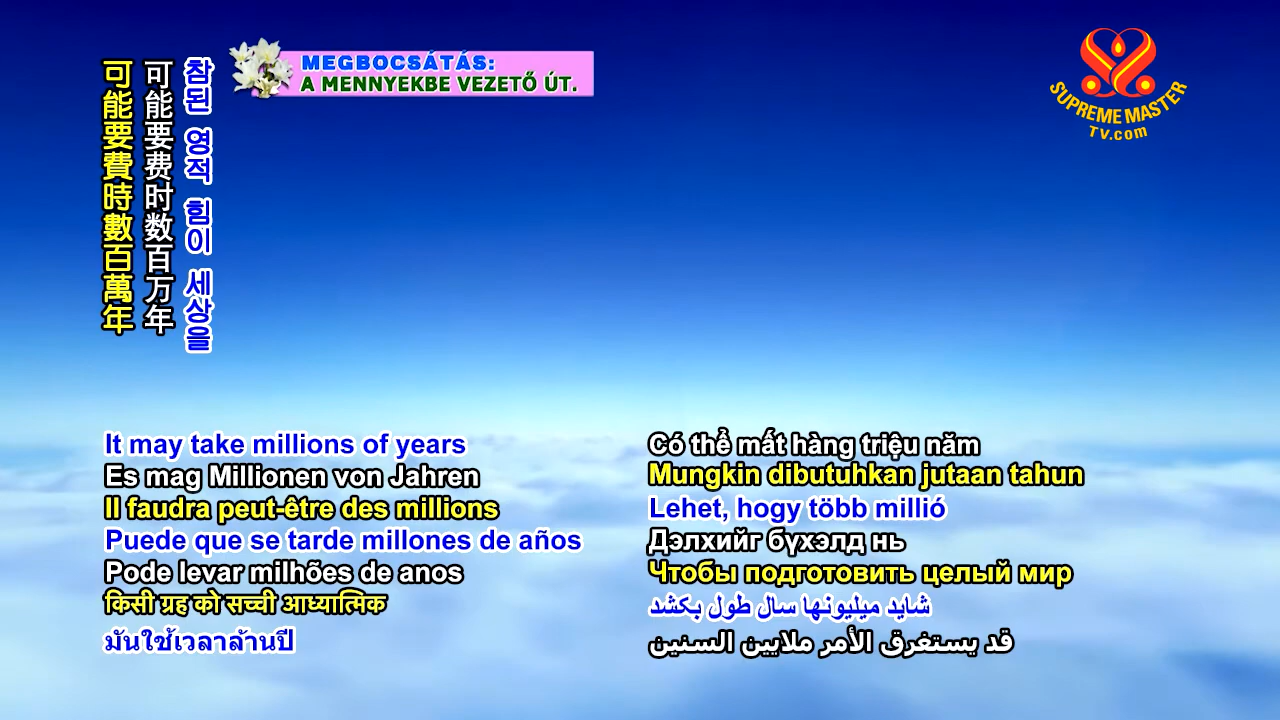 MEGBOCSÁTÁS:
A MENNYEKBE VEZETŐ ÚT.
SUPREME MASTER
TV.com
참된 영적 힘이 세상을
可能要费时数百万年
可能要費時數百萬年
It may take millions of years
Es mag Millionen von Jahren
Il faudra peut-être des millions
Puede que se tarde millones de años
Pode levar milhões de anos
किसी ग्रह को सच्ची आध्यात्मिक
มันใช้เวลาล้านปี
Có thể mất hàng triệu năm
Mungkin dibutuhkan jutaan tahun
Lehet, hogy több millió
Дэлхийг бүхэлд нь
Чтобы подготовить целый мир
شاید میلیونها سال طول بکشد
قد يستغرق الأمر ملايين السنين